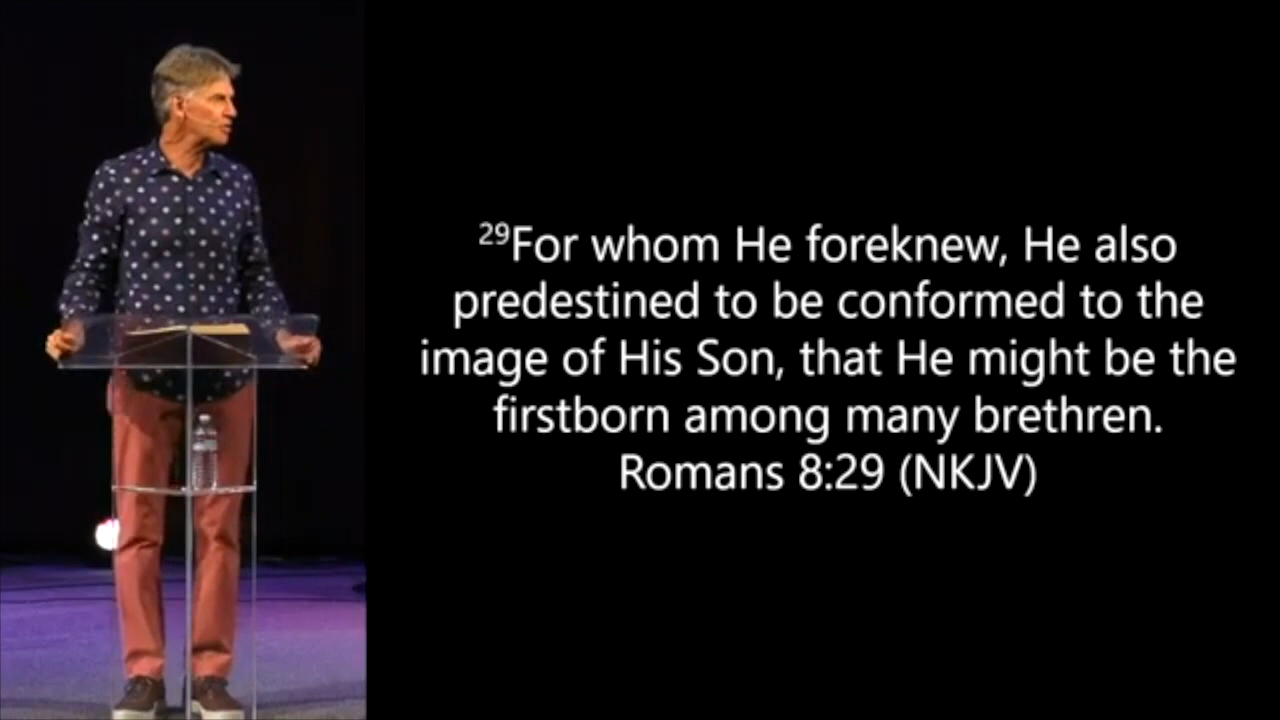 29For whom He foreknew, He also
predestined to be conformed to the
image of His Son, that He might be the
firstborn among many brethren.
Romans 8:29 (NKJV)